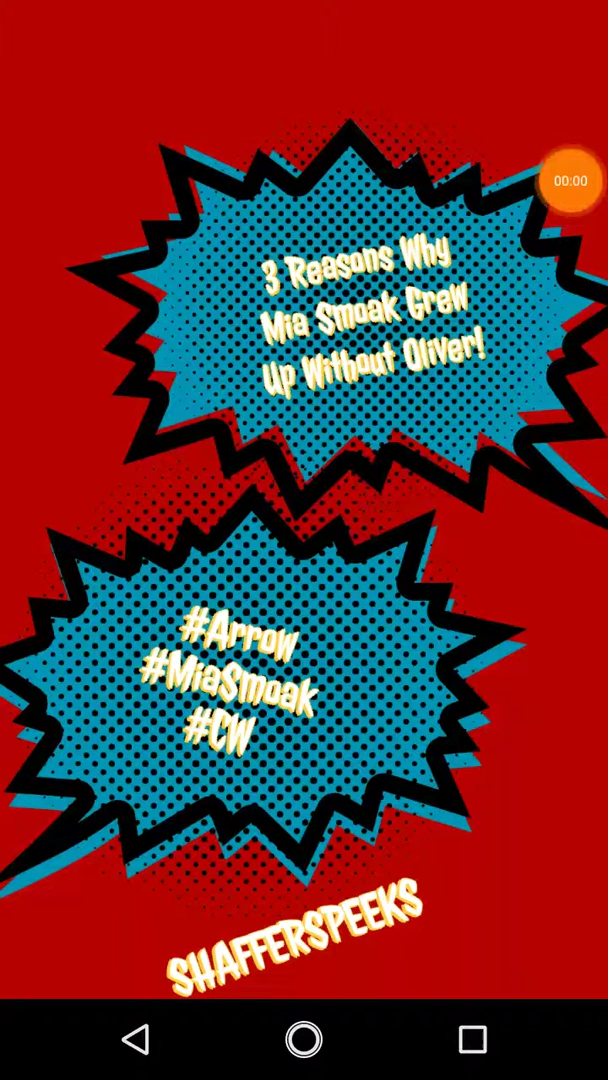 00:00
3 Reasons Why
Mia Smoak Grew
Up Without Oliver!
#Arrow
#MiaSmoak
#CW
SHAFFERSPEEKS